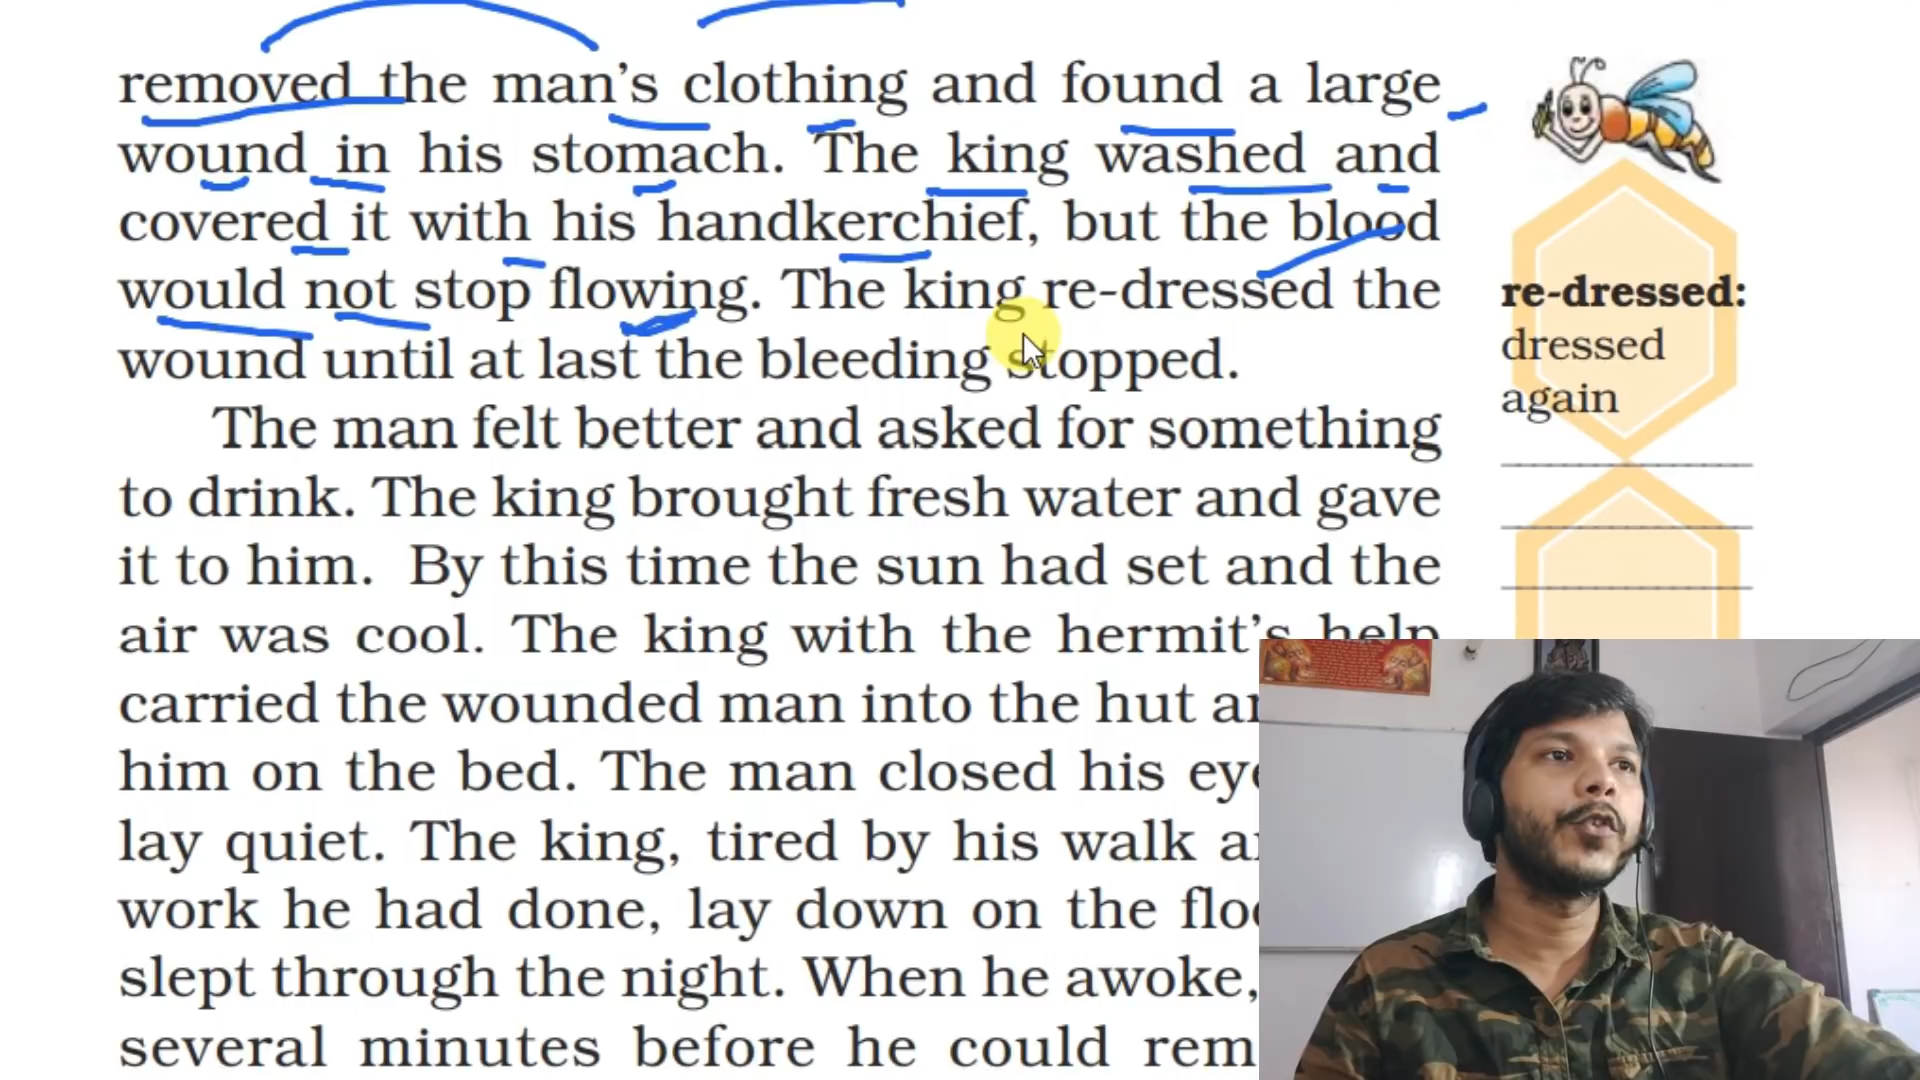 removed the man's clothing and found a large
wound in his stomach. The king washed and
covered it with his handkerchief, but the blood
would not stop flowing. The king re-dressed the
wound until at last the bleeding stopped.
The man felt better and asked for something
to drink. The king brought fresh water and gave
it to him. By this time the sun had set and the
air was cool. The king with the hermit's help
carried the wounded man into the hut
him on the bed. The man closed his
lay quiet. The king, tired by his walk
work he had done, lay down on the
slept through the night. When he awoke,
several minutes before he could
re-dressed:
dressed
again